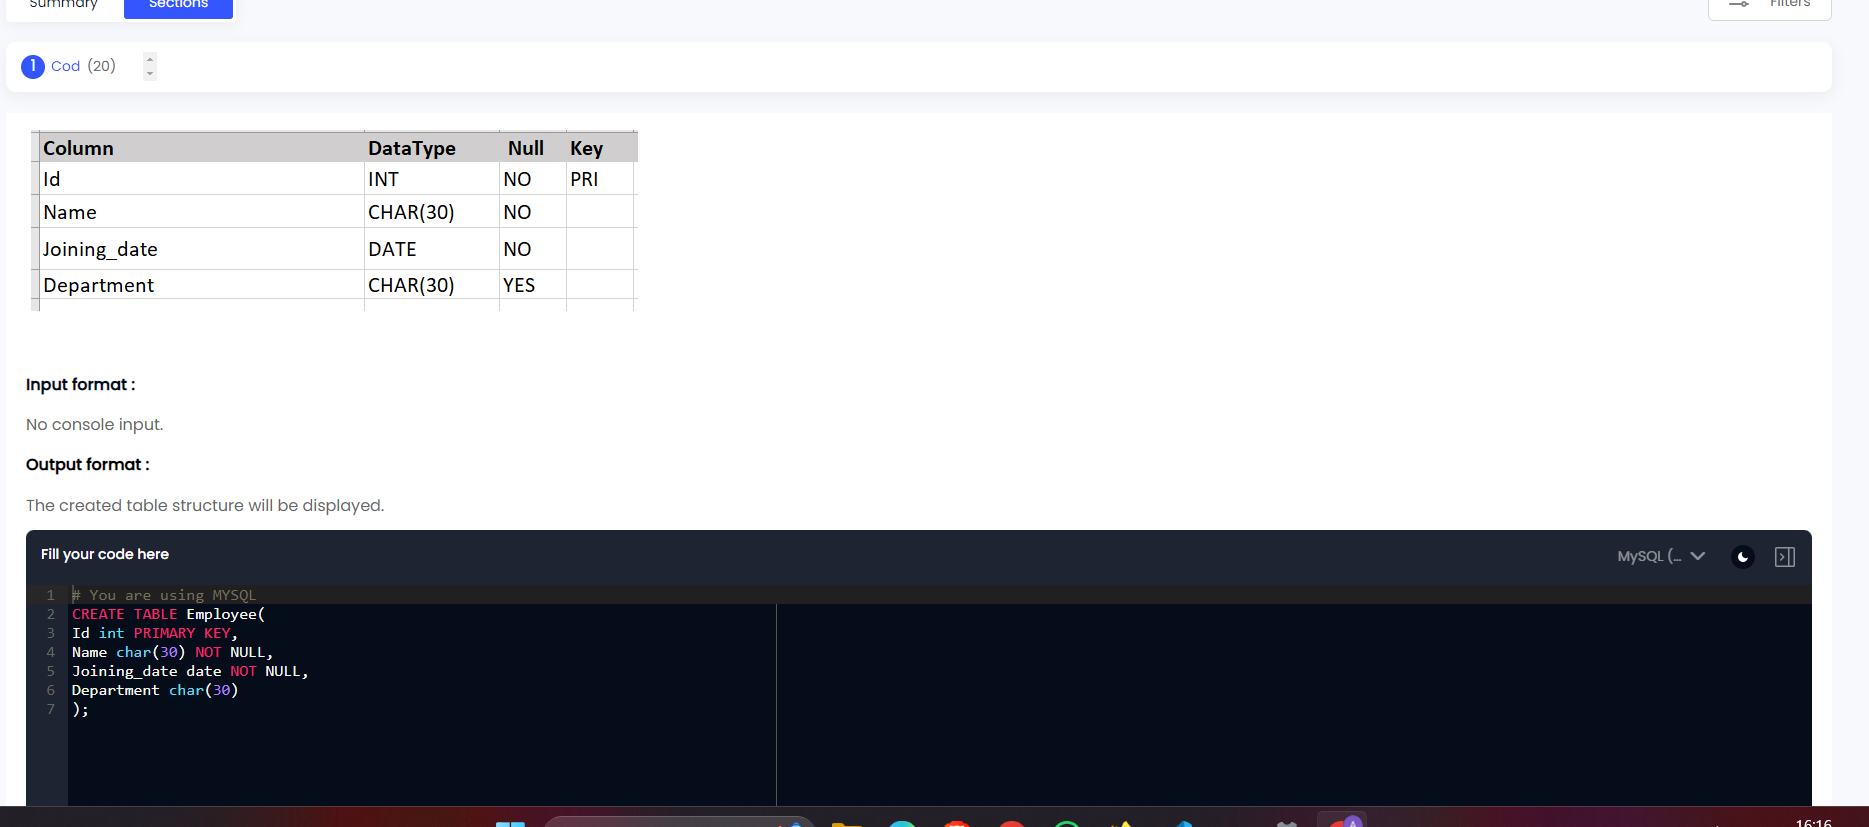 Summary Sections Filters
1 Cod (20)
Column DataType Null Key
Id INT NO PRI
Name CHAR(30) NO
Joining_date DATE NO
Department CHAR(30) YES
Input format :
No console input.
Output format :
The created table structure will be displayed.
Fill your code here MySQL (...
1 # You are using MYSQL
2 CREATE TABLE Employee(
3 Id int PRIMARY KEY,
4 Name char(30) NOT NULL,
5 Joining_date date NOT NULL,
6 Department char(30)
7 );
16:16